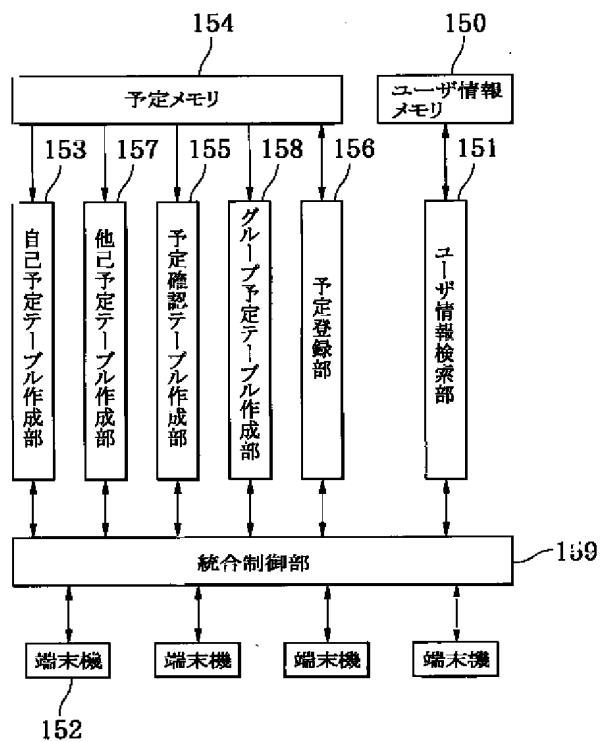 154
150
予定メモリ
ユーザ情報
メモリ
153
157
155
158
156
151
自己予定テーブル作成部
他己予定テーブル作成部
予定確認テーブル作成部
グループ予定テーブル作成部
予定登録部
ユーザ情報検索部
統合制御部
159
端末機
端末機
端末機
端末機
152